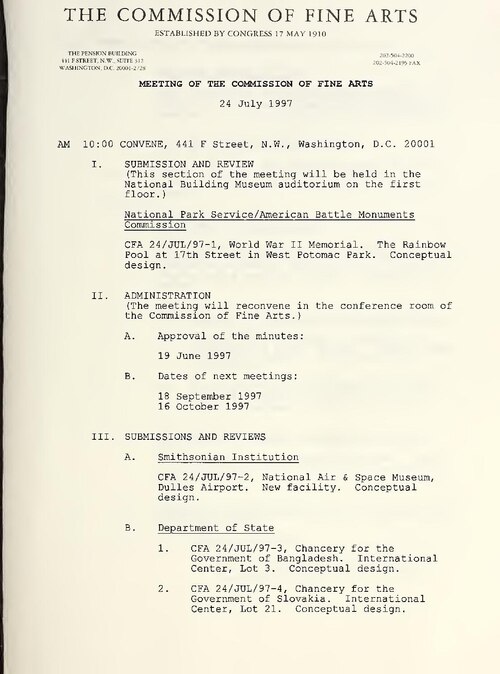 THE COMMISSION OF FINE ARTS
ESTABLISHED BY CONGRESS 17 MAY 1910
THE PENSION BUILDING
441 F STREET, N.W., SUITE 312
WASHINGTON, D.C. 20001-2728
202-504-2200
202-504-2195 FAX
MEETING OF THE COMMISSION OF FINE ARTS
24 July 1997
AM 10:00 CONVENE, 441 F Street, N.W., Washington, D.C. 20001
I. SUBMISSION AND REVIEW
(This section of the meeting will be held in the
National Building Museum auditorium on the first
floor.)
National Park Service/American Battle Monuments
Commission
CFA 24/JUL/97-1, World War II Memorial. The Rainbow
Pool at 17th Street in West Potomac Park. Conceptual
design.
II. ADMINISTRATION
(The meeting will reconvene in the conference room of
the Commission of Fine Arts.)
A. Approval of the minutes:
19 June 1997
B. Dates of next meetings:
18 September 1997
16 October 1997
III. SUBMISSIONS AND REVIEWS
A. Smithsonian Institution
CFA 24/JUL/97-2, National Air & Space Museum,
Dulles Airport. New facility. Conceptual
design.
B. Department of State
1. CFA 24/JUL/97-3, Chancery for the
Government of Bangladesh. International
Center, Lot 3. Conceptual design.
2. CFA 24/JUL/97-4, Chancery for the
Government of Slovakia. International
Center, Lot 21. Conceptual design.